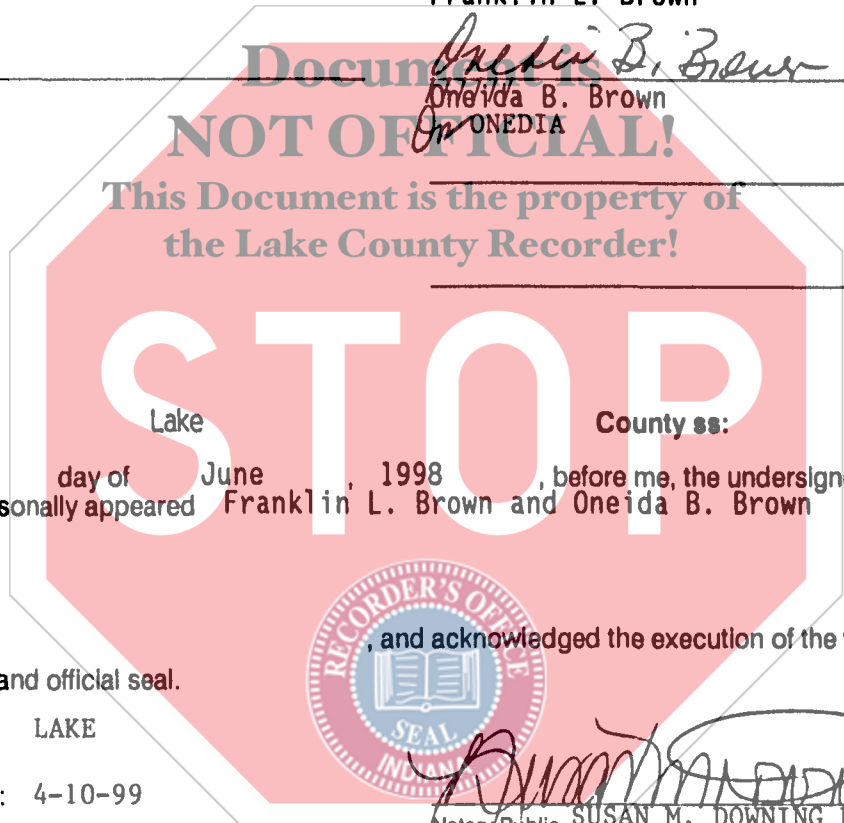 Franklin L. Brown
Document is
Onedia B. Brown
Oneida B. Brown
NOT OFFICIAL!
ONEDIA
This Document is the property of
the Lake County Recorder!
STOP
Lake County ss:
day of June , 1998 , before me, the undersign
sonally appeared Franklin L. Brown and Oneida B. Brown
RECORDER'S OFFICE
, and acknowledged the execution of the
and official seal.
LAKE
SEAL
INDIANA
: 4-10-99
Notary Public SUSAN M. DOWNING